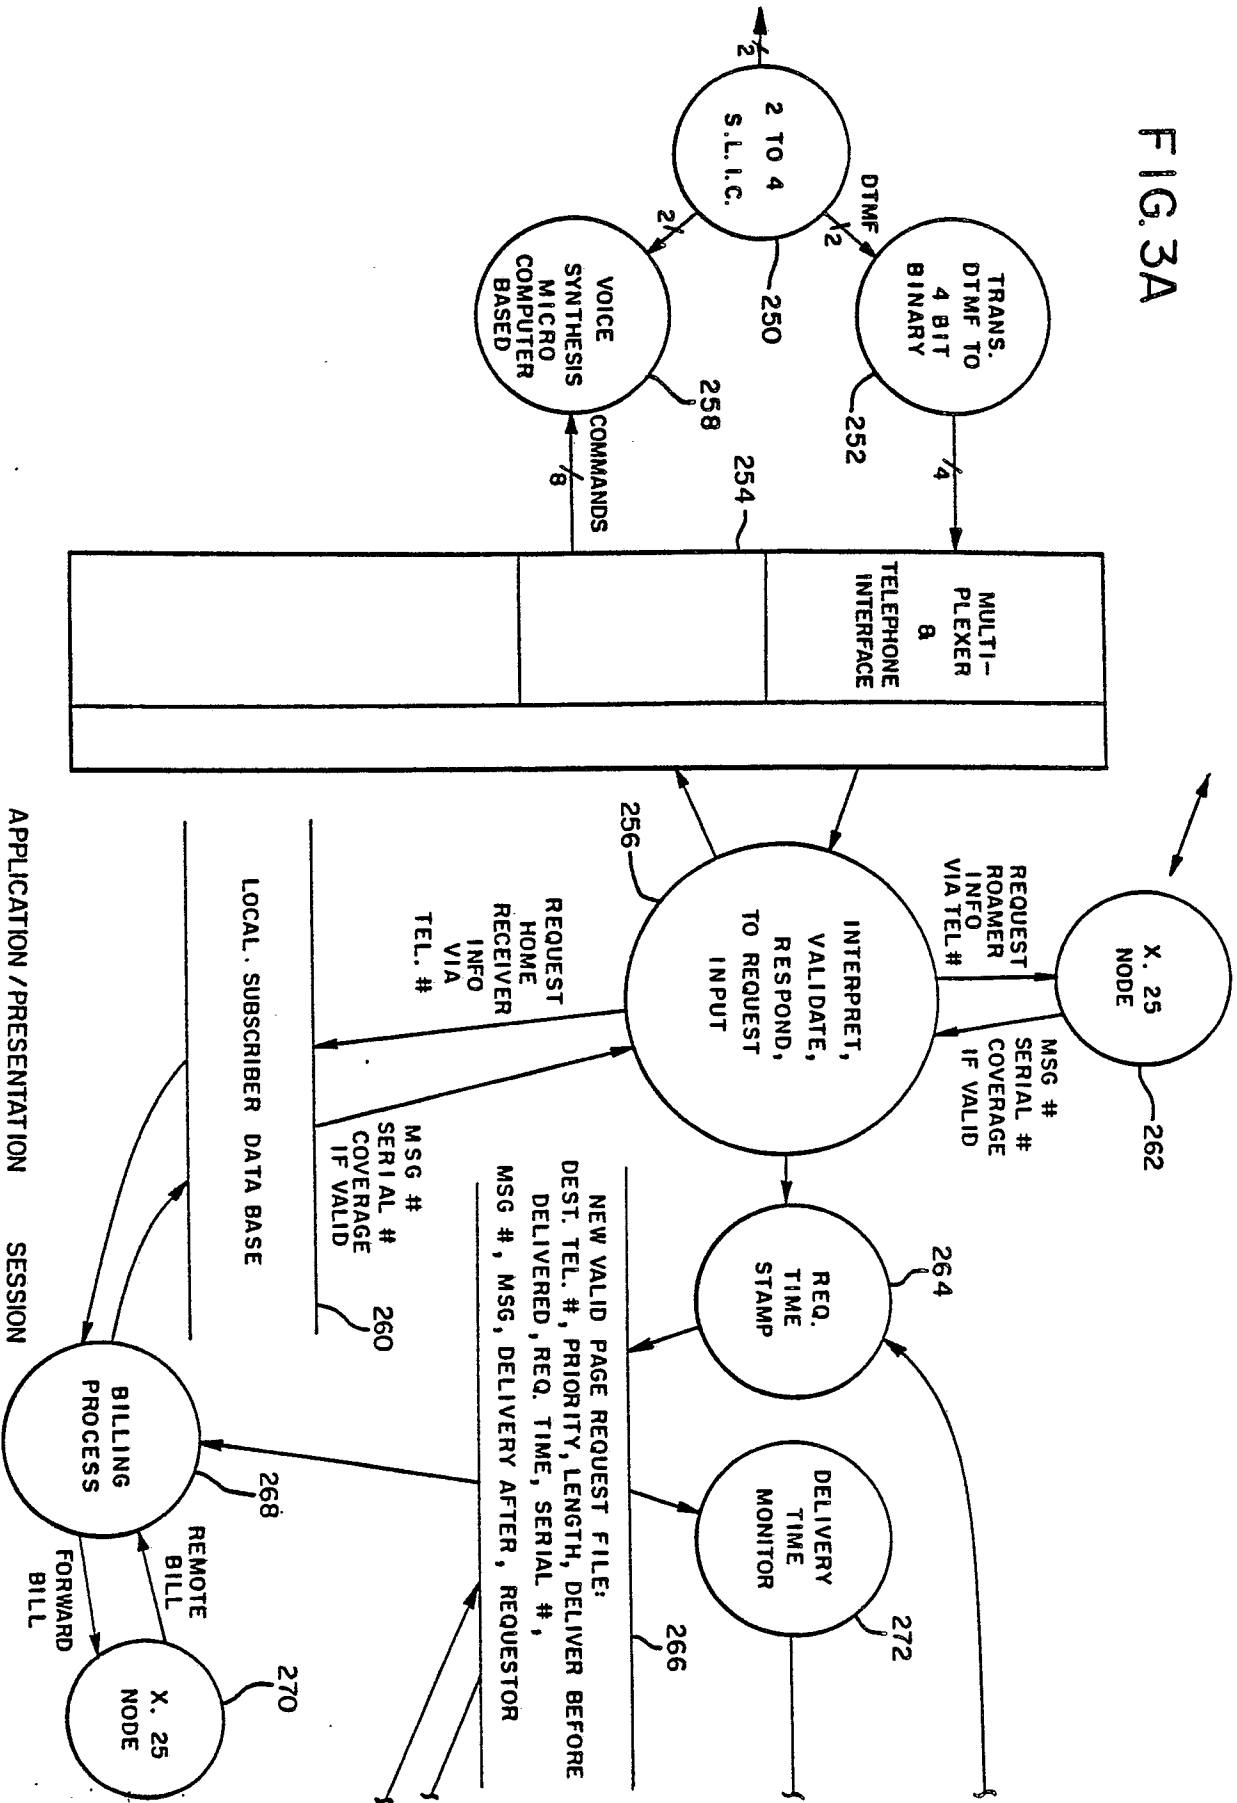 FIG. 3A
2
2 TO 4
S.L.I.C.
250
DTMF
2
2
TRANS.
DTMF TO
4 BIT
BINARY
252
4
VOICE
SYNTHESIS
MICRO
COMPUTER
BASED
258
COMMANDS
8
254
MULTI-
PLEXER
&
TELEPHONE
INTERFACE
X. 25
NODE
262
REQUEST
ROAMER
INFO
VIA TEL #
MSG #
SERIAL #
COVERAGE
IF VALID
256
INTERPRET,
VALIDATE,
RESPOND,
TO REQUEST
INPUT
REQUEST
HOME
RECEIVER
INFO
VIA
TEL. #
MSG #
SERIAL #
COVERAGE
IF VALID
LOCAL. SUBSCRIBER DATA BASE
260
REQ.
TIME
STAMP
264
DELIVERY
TIME
MONITOR
272
NEW VALID PAGE REQUEST FILE:
DEST. TEL. #, PRIORITY, LENGTH, DELIVER BEFORE
DELIVERED, REQ. TIME, SERIAL #,
MSG #, MSG, DELIVERY AFTER, REQUESTOR
266
BILLING
PROCESS
268
REMOTE
BILL
FORWARD
BILL
X. 25
NODE
270
APPLICATION/PRESENTATION SESSION